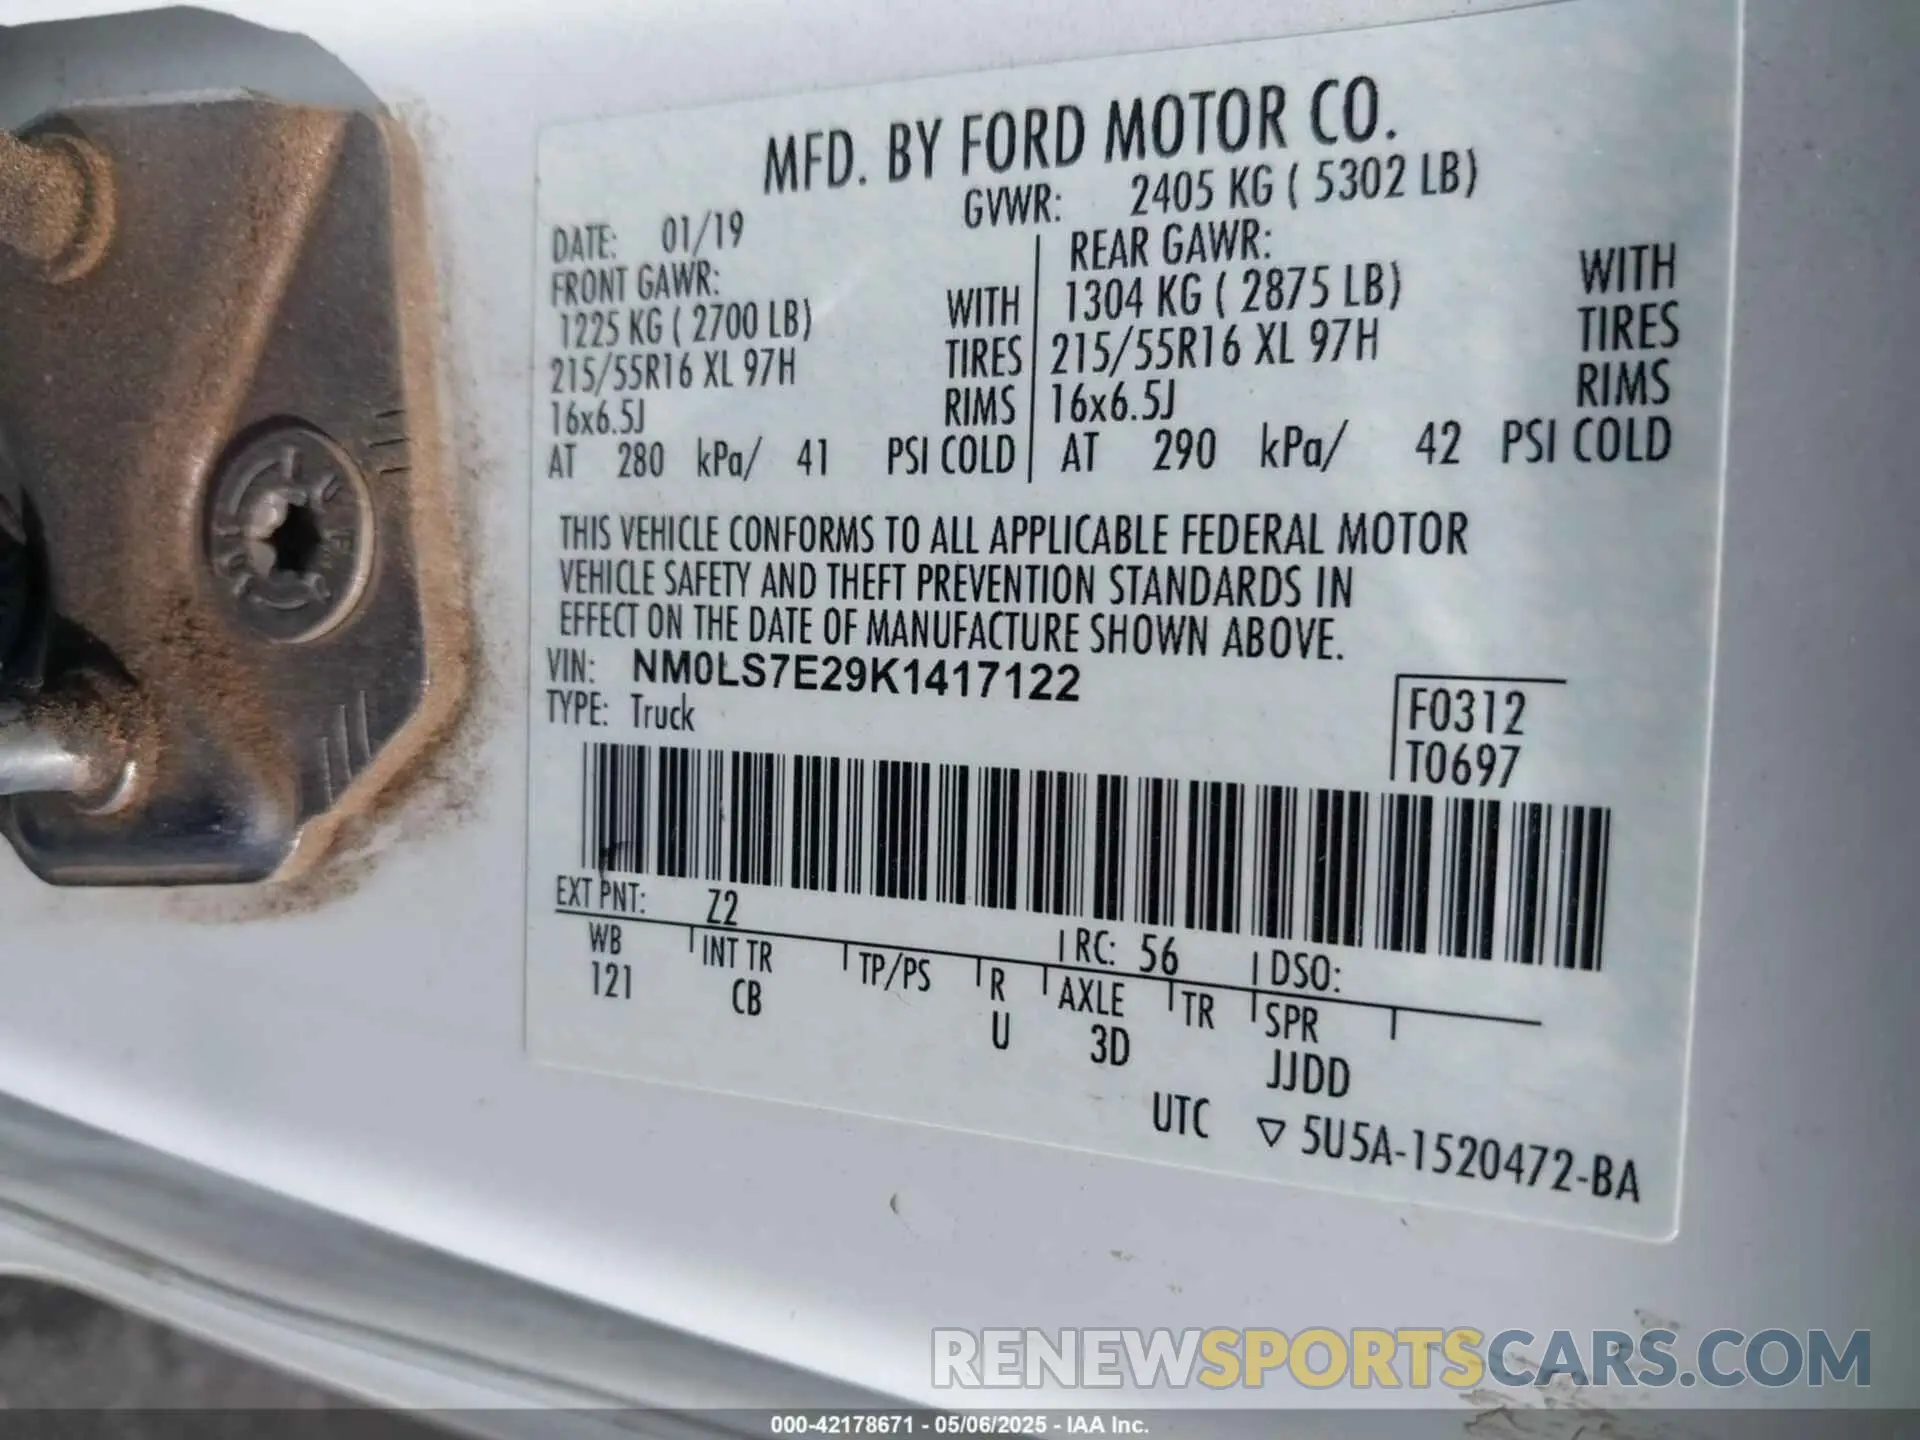 MFD. BY FORD MOTOR CO.
DATE: 01/19 GVWR: 2405 KG ( 5302 LB)
FRONT GAWR: REAR GAWR:
1225 KG ( 2700 LB) WITH 1304 KG ( 2875 LB) WITH
215/55R16 XL 97H TIRES 215/55R16 XL 97H TIRES
16x6.5J RIMS 16x6.5J RIMS
AT 280 kPa/ 41 PSI COLD AT 290 kPa/ 42 PSI COLD
THIS VEHICLE CONFORMS TO ALL APPLICABLE FEDERAL MOTOR
VEHICLE SAFETY AND THEFT PREVENTION STANDARDS IN
EFFECT ON THE DATE OF MANUFACTURE SHOWN ABOVE.
VIN: NM0LS7E29K1417122
TYPE: Truck
F0312
T0697
EXT PNT: Z2 RC: 56 DSO:
WB INT TR TP/PS R AXLE TR SPR
121 CB U 3D JJDD
UTC ▽ 5U5A-1520472-BA
RENEWSPORTSCARS.COM
000-42178671 - 05/06/2025 - IAA Inc.